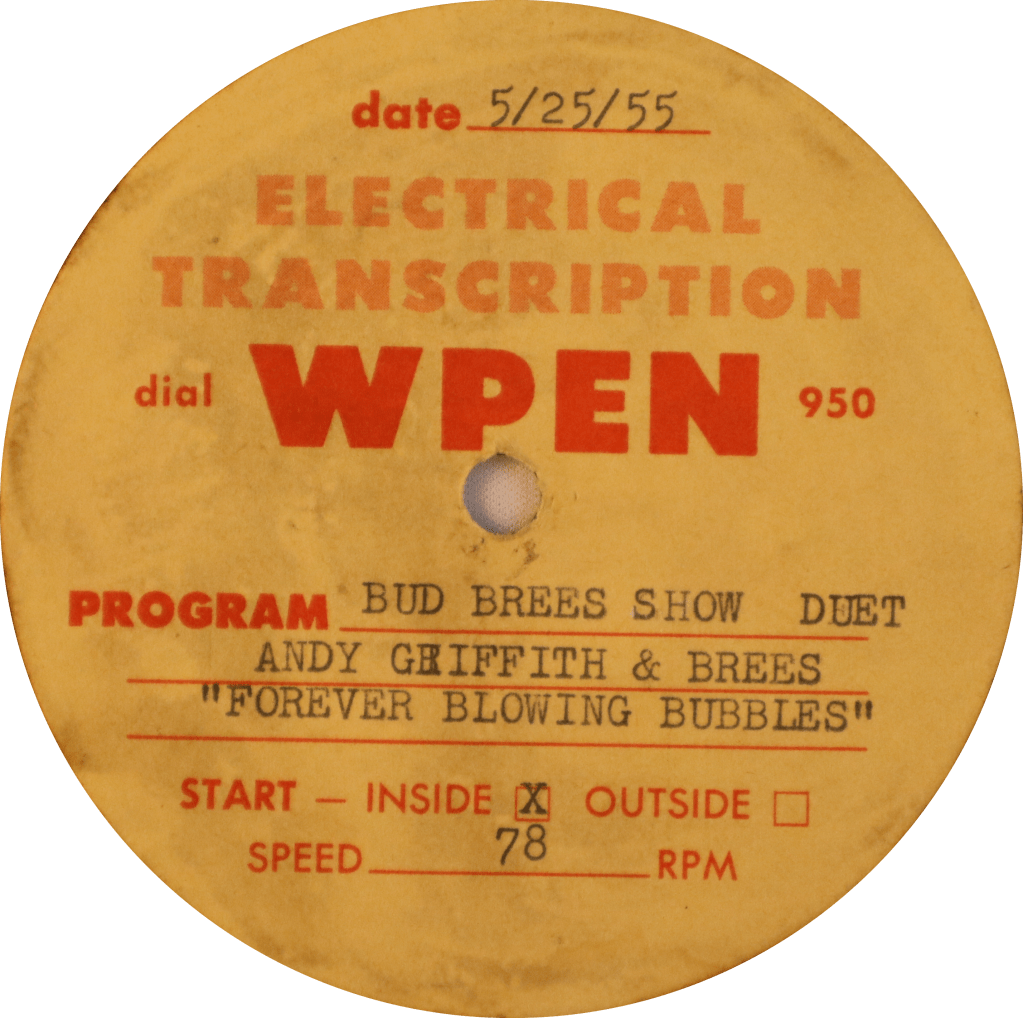 date 5/25/55
ELECTRICAL
TRANSCRIPTION
dial WPEN 950
PROGRAM BUD BREES SHOW DUET
ANDY GRIFFITH & BREES
"FOREVER BLOWING BUBBLES"
START — INSIDE X OUTSIDE
SPEED 78 RPM